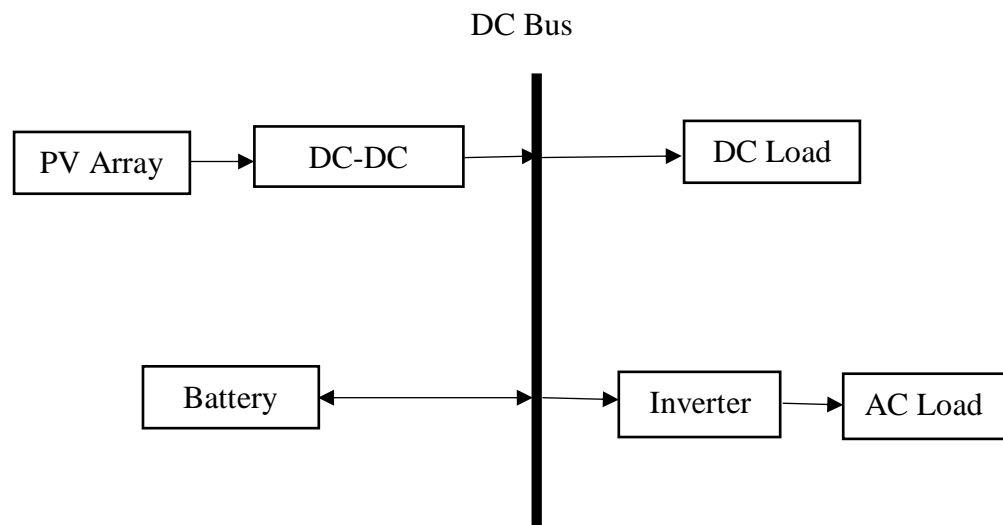 DC Bus
PV Array
DC-DC
DC Load
Battery
Inverter
AC Load